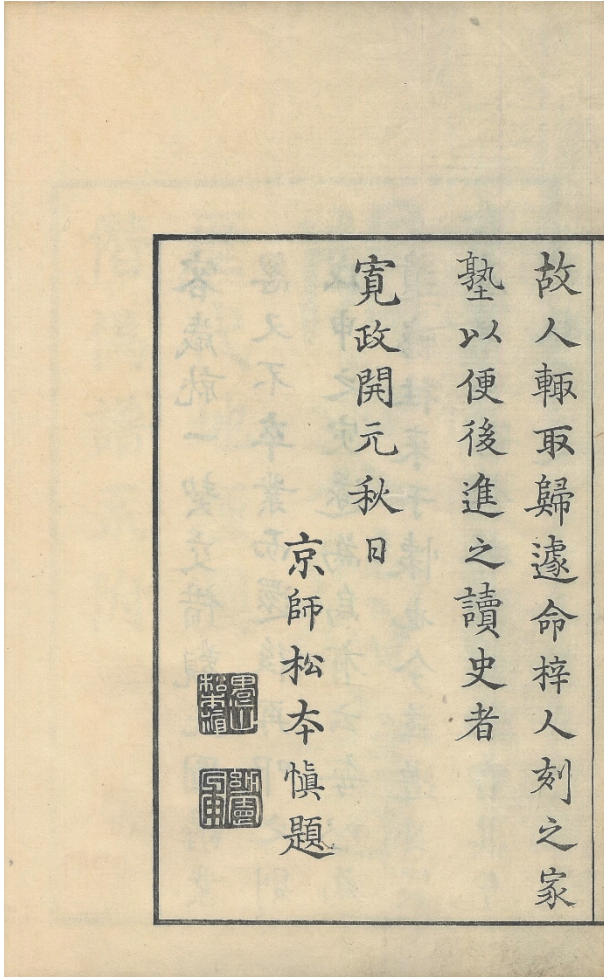 故人輙取歸遽命梓人刻之家
塾以便後進之讀史者
寛政開元秋日
京師松本愼題